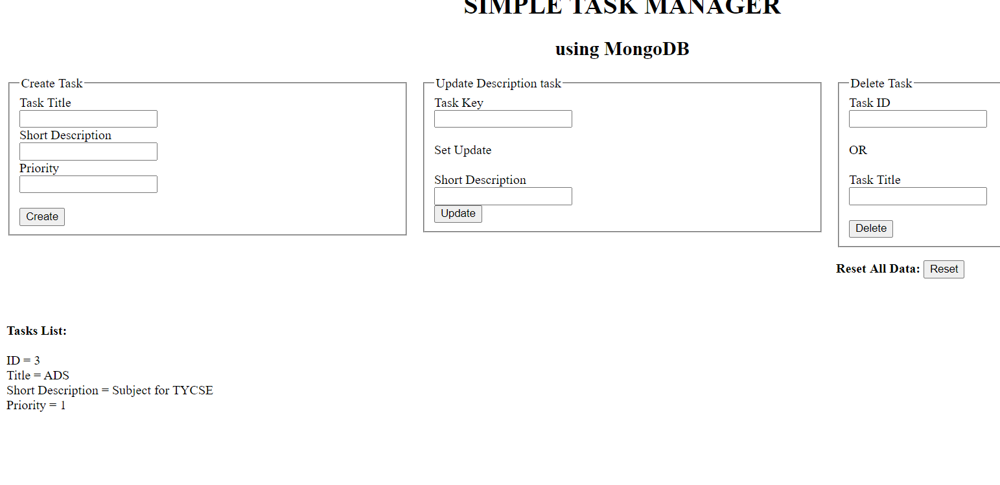 SIMPLE TASK MANAGER
using MongoDB
Create Task
Task Title
Short Description
Priority
Create
Update Description task
Task Key
Set Update
Short Description
Update
Delete Task
Task ID
OR
Task Title
Delete
Reset All Data: Reset
Tasks List:
ID = 3
Title = ADS
Short Description = Subject for TYCSE
Priority = 1